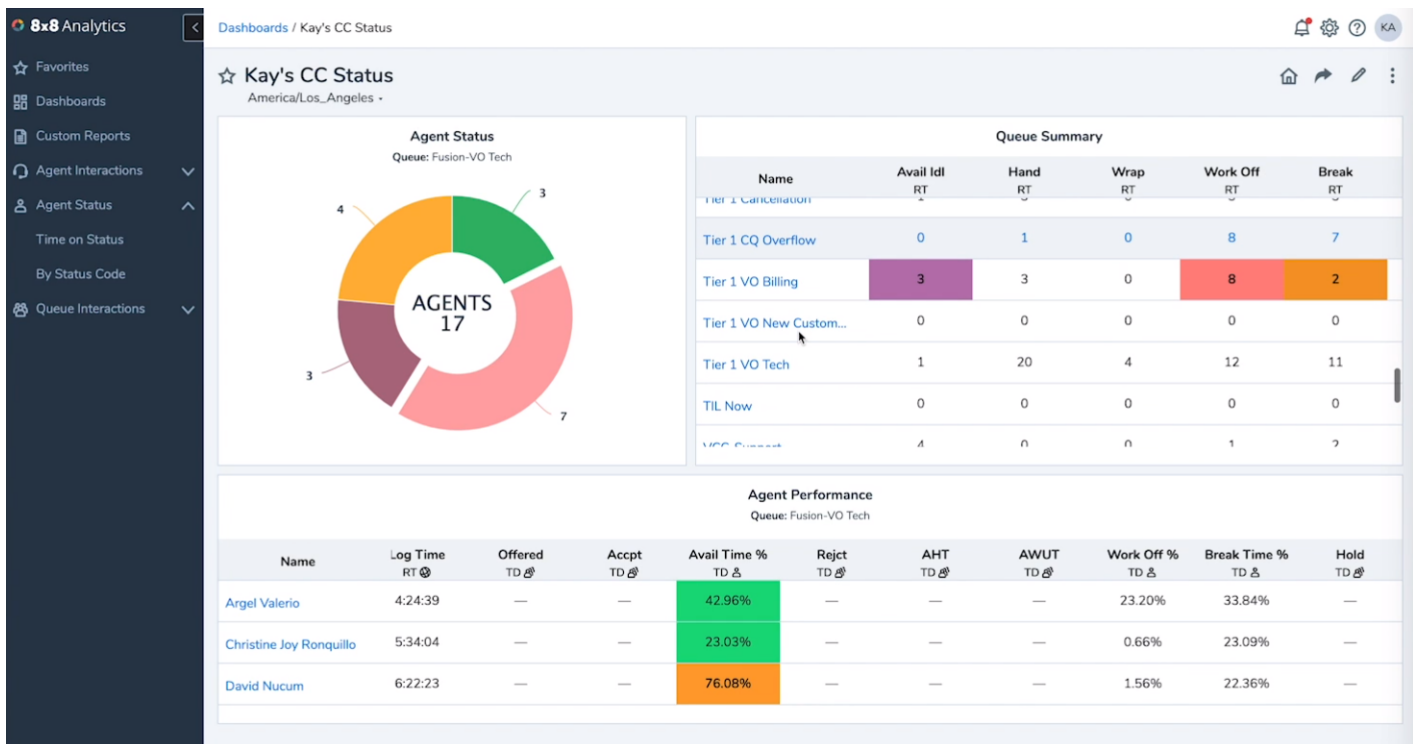 8x8 Analytics
Favorites
Dashboards
Custom Reports
Agent Interactions
Agent Status
Time on Status
By Status Code
Queue Interactions
Dashboards / Kay's CC Status
KA
Kay's CC Status
America/Los_Angeles
Agent Status
Queue: Fusion-VO Tech
3
4
AGENTS
17
3
7
Queue Summary
Name Avail Idl Hand Wrap Work Off Break
RT RT RT RT RT
Tier 1 Cancellation
Tier 1 CQ Overflow 0 1 0 8 7
Tier 1 VO Billing 3 3 0 8 2
Tier 1 VO New Custom... 0 0 0 0 0
Tier 1 VO Tech 1 20 4 12 11
TIL Now 0 0 0 0 0
4 0 0 1 2
Agent Performance
Queue: Fusion-VO Tech
Name Log Time Offered Accpt Avail Time % Rejct AHT AWUT Work Off % Break Time % Hold
RT TD TD TD TD TD TD TD TD TD
Argel Valerio 4:24:39 — — 42.96% — — — 23.20% 33.84% —
Christine Joy Ronquillo 5:34:04 — — 23.03% — — — 0.66% 23.09% —
David Nucum 6:22:23 — — 76.08% — — — 1.56% 22.36% —